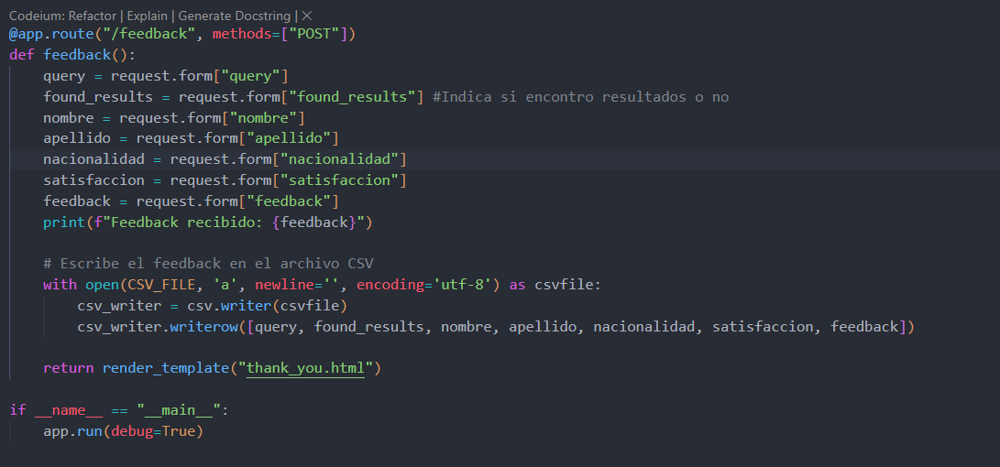 Codeium: Refactor | Explain | Generate Docstring | ✕
@app.route("/feedback", methods=["POST"])
def feedback():
    query = request.form["query"]
    found_results = request.form["found_results"] #Indica si encontro resultados o no
    nombre = request.form["nombre"]
    apellido = request.form["apellido"]
    nacionalidad = request.form["nacionalidad"]
    satisfaccion = request.form["satisfaccion"]
    feedback = request.form["feedback"]
    print(f"Feedback recibido: {feedback}")
    # Escribe el feedback en el archivo CSV
    with open(CSV_FILE, 'a', newline='', encoding='utf-8') as csvfile:
        csv_writer = csv.writer(csvfile)
        csv_writer.writerow([query, found_results, nombre, apellido, nacionalidad, satisfaccion, feedback])
    return render_template("thank_you.html")
if __name__ == "__main__":
    app.run(debug=True)